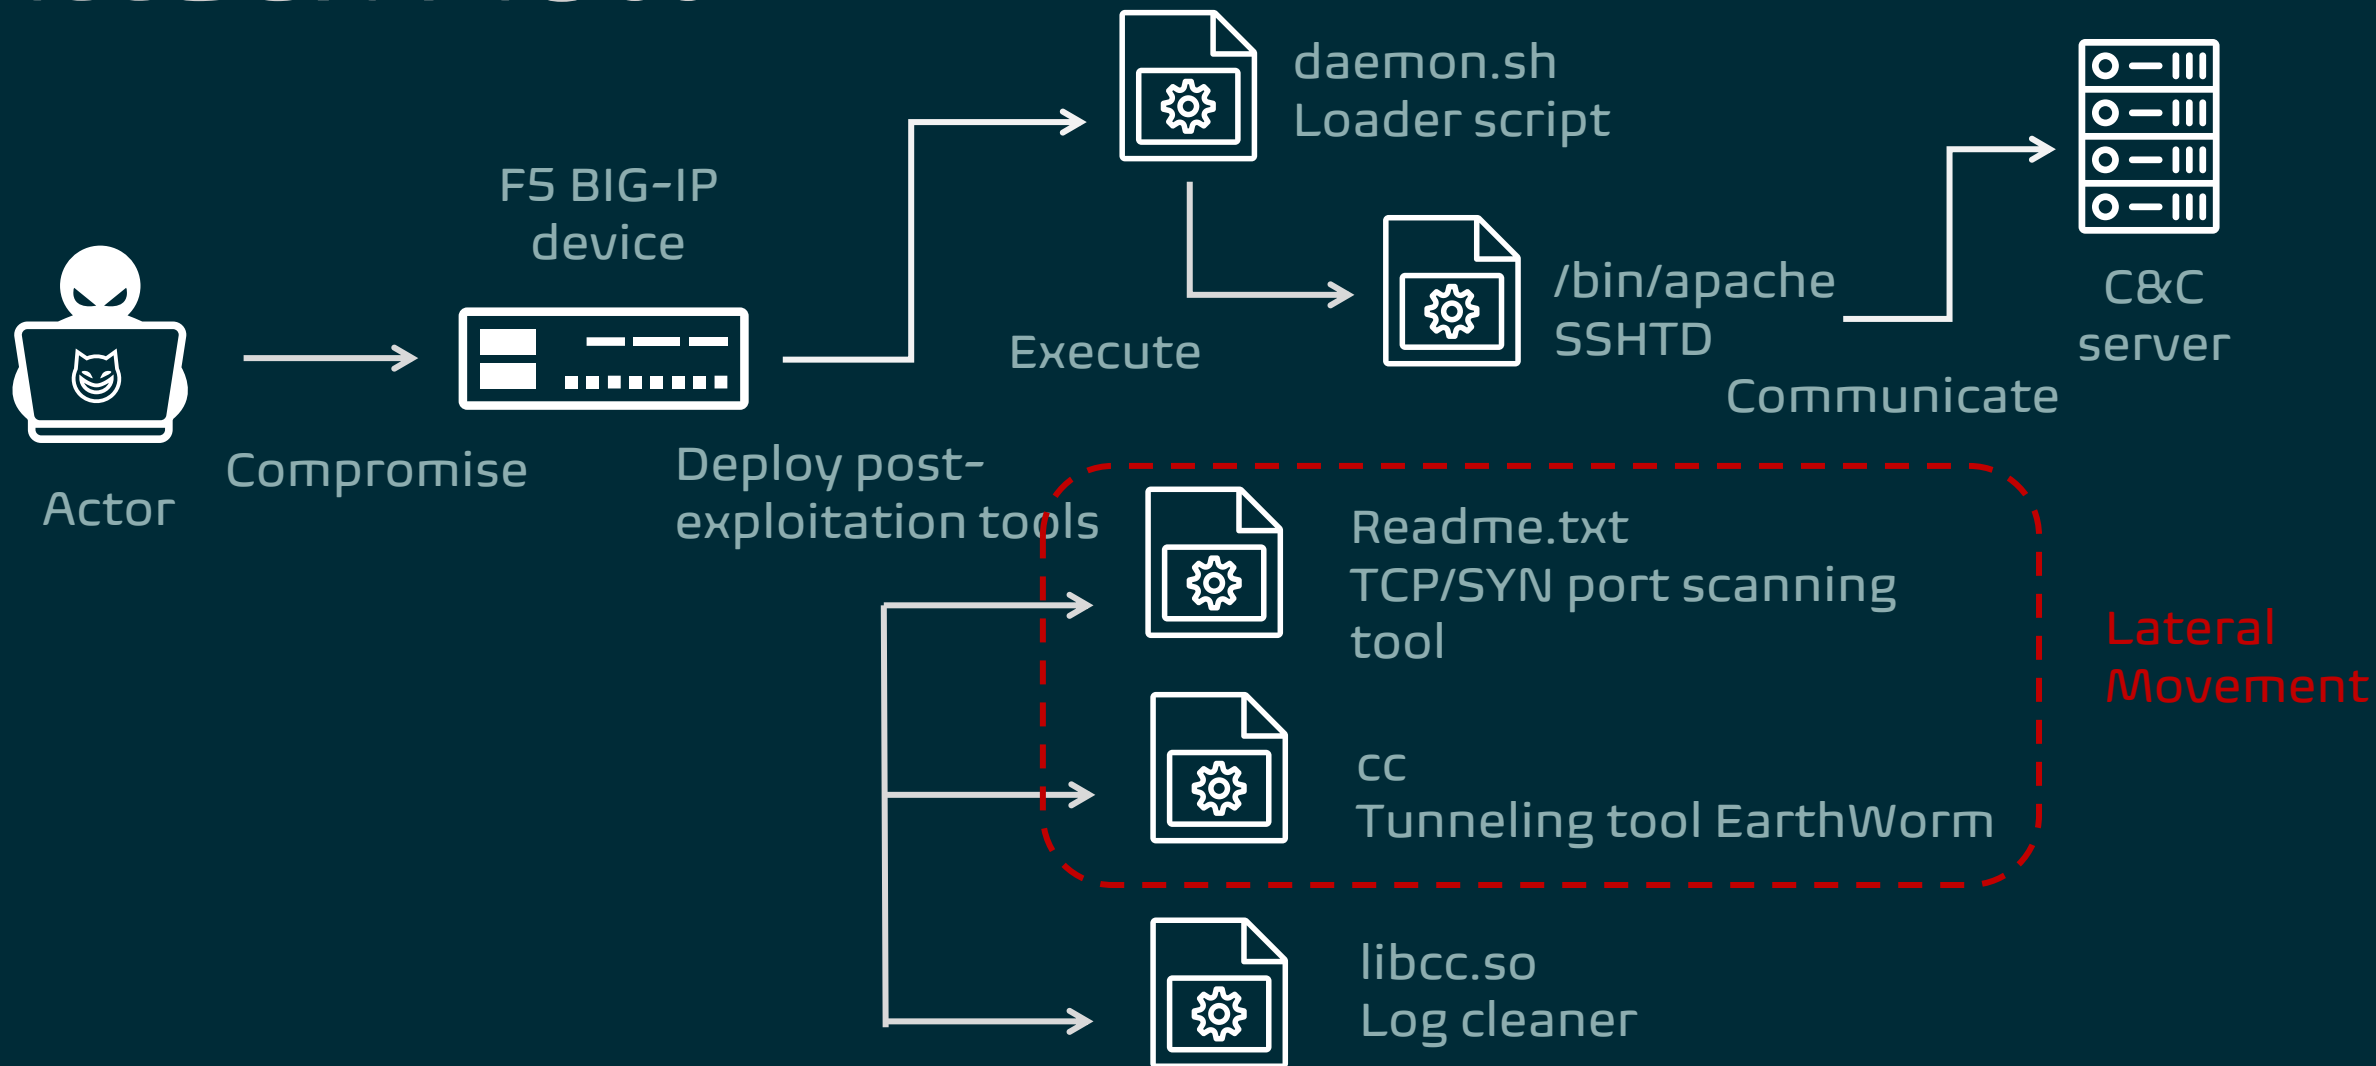 daemon.sh
Loader script
F5 BIG-IP
device
/bin/apache
SSHTD
C&C
server
Execute
Communicate
Compromise
Actor
Deploy post-
exploitation tools
Readme.txt
TCP/SYN port scanning
tool
Lateral
Movement
cc
Tunneling tool EarthWorm
libcc.so
Log cleaner